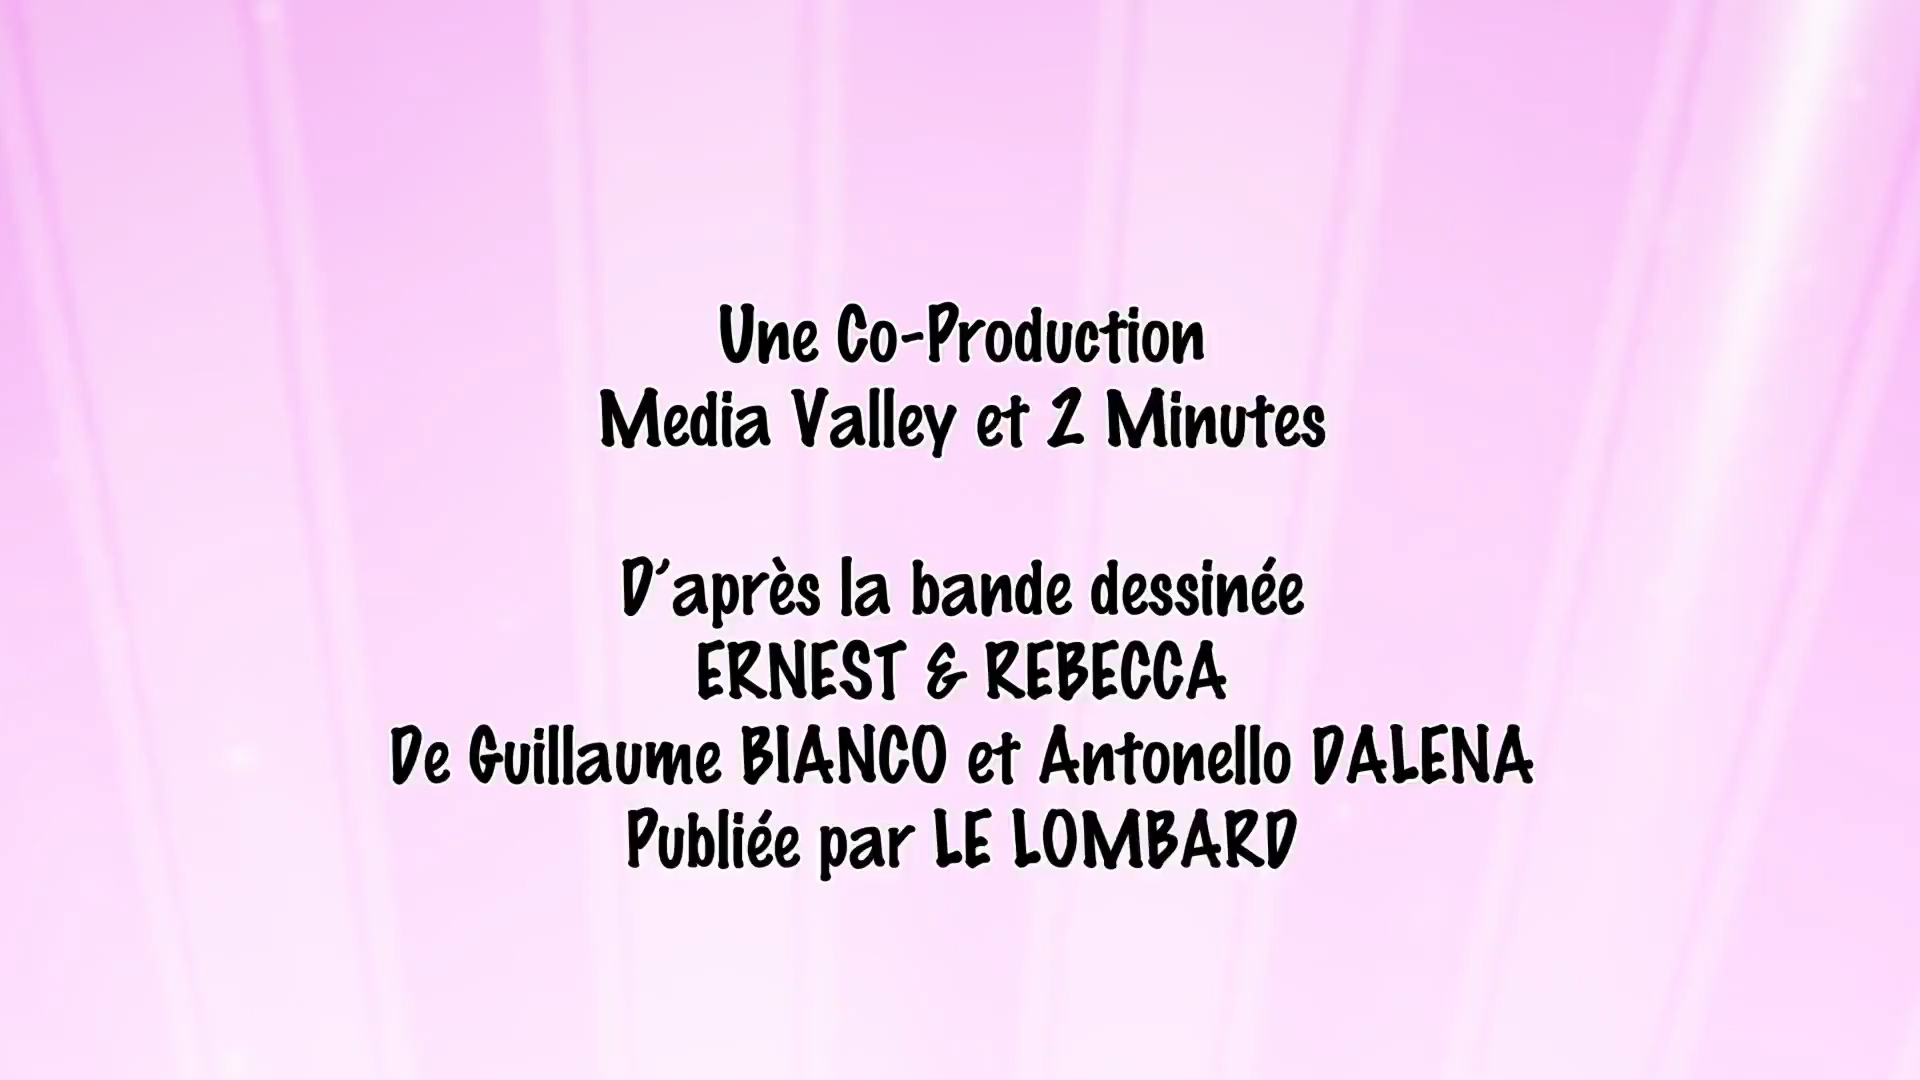 Une Co-Production
Media Valley et 2 Minutes
D'après la bande dessinée
ERNEST & REBECCA
De Guillaume BIANCO et Antonello DALENA
Publiée par LE LOMBARD